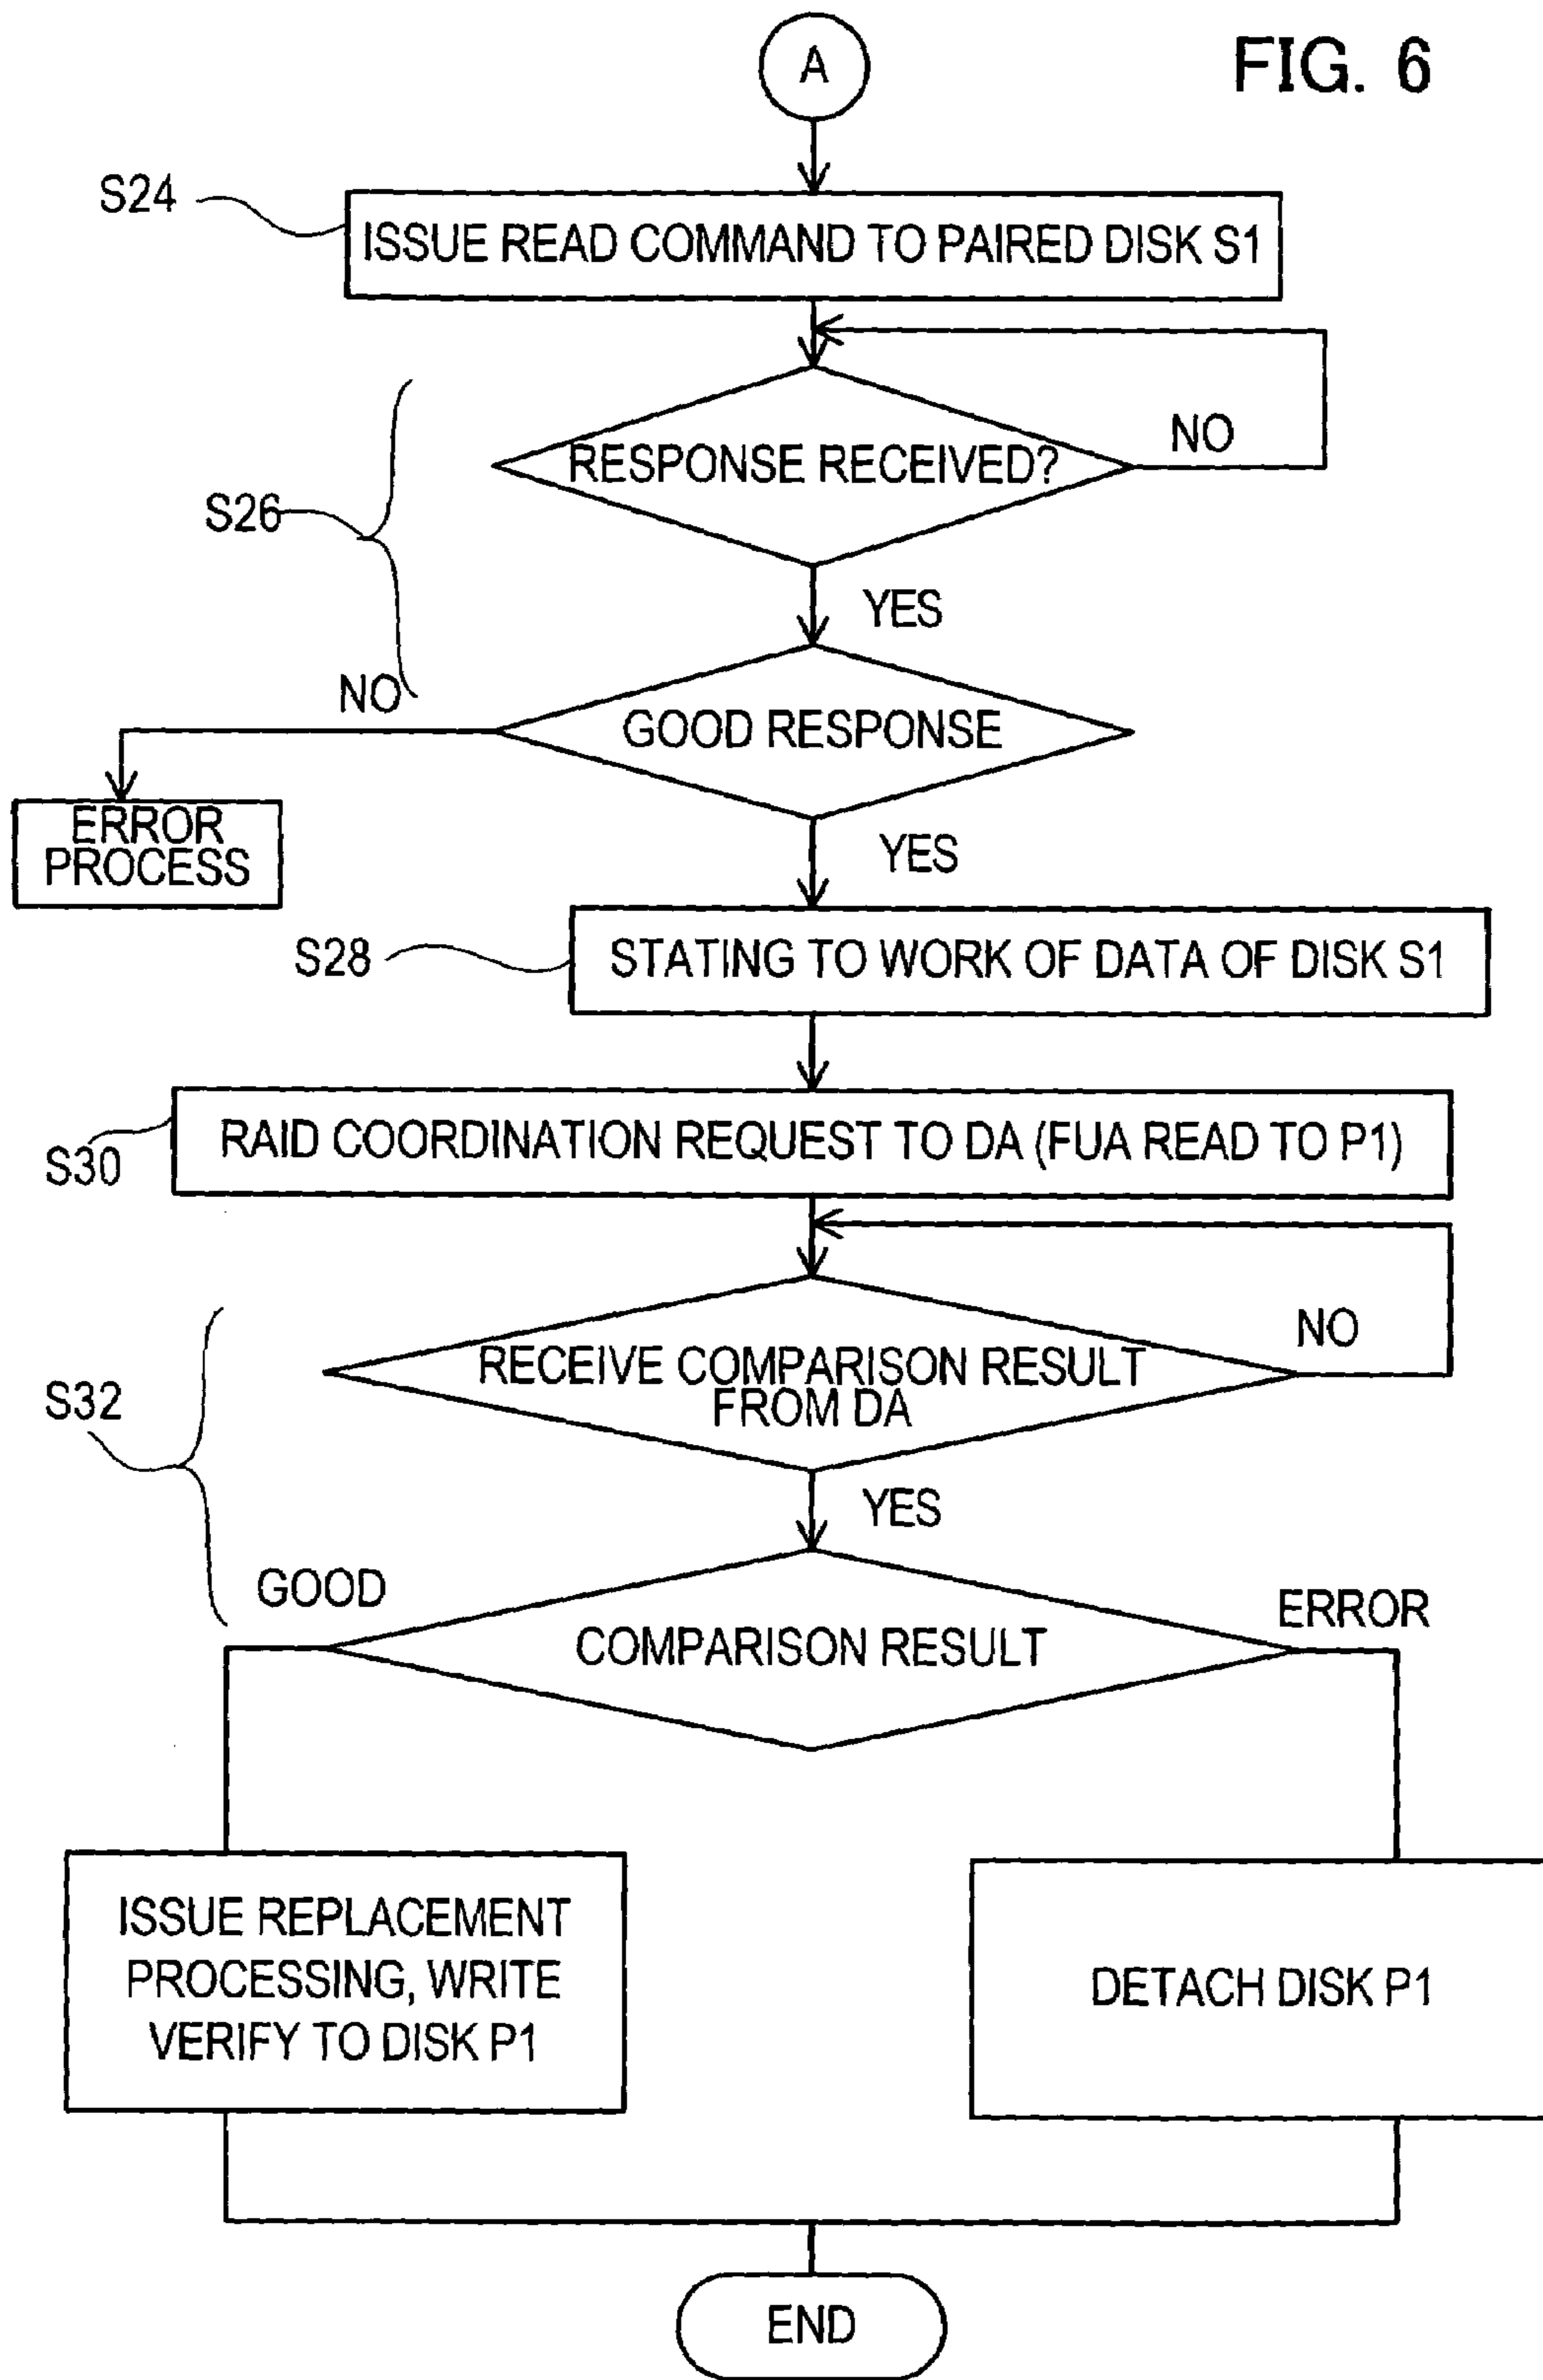 FIG. 6
A
S24
ISSUE READ COMMAND TO PAIRED DISK S1
RESPONSE RECEIVED?
NO
S26
YES
NO
GOOD RESPONSE
ERROR
PROCESS
YES
S28
STATING TO WORK OF DATA OF DISK S1
S30
RAID COORDINATION REQUEST TO DA (FUA READ TO P1)
NO
RECEIVE COMPARISON RESULT
FROM DA
S32
YES
GOOD
ERROR
COMPARISON RESULT
ISSUE REPLACEMENT
PROCESSING, WRITE
VERIFY TO DISK P1
DETACH DISK P1
END